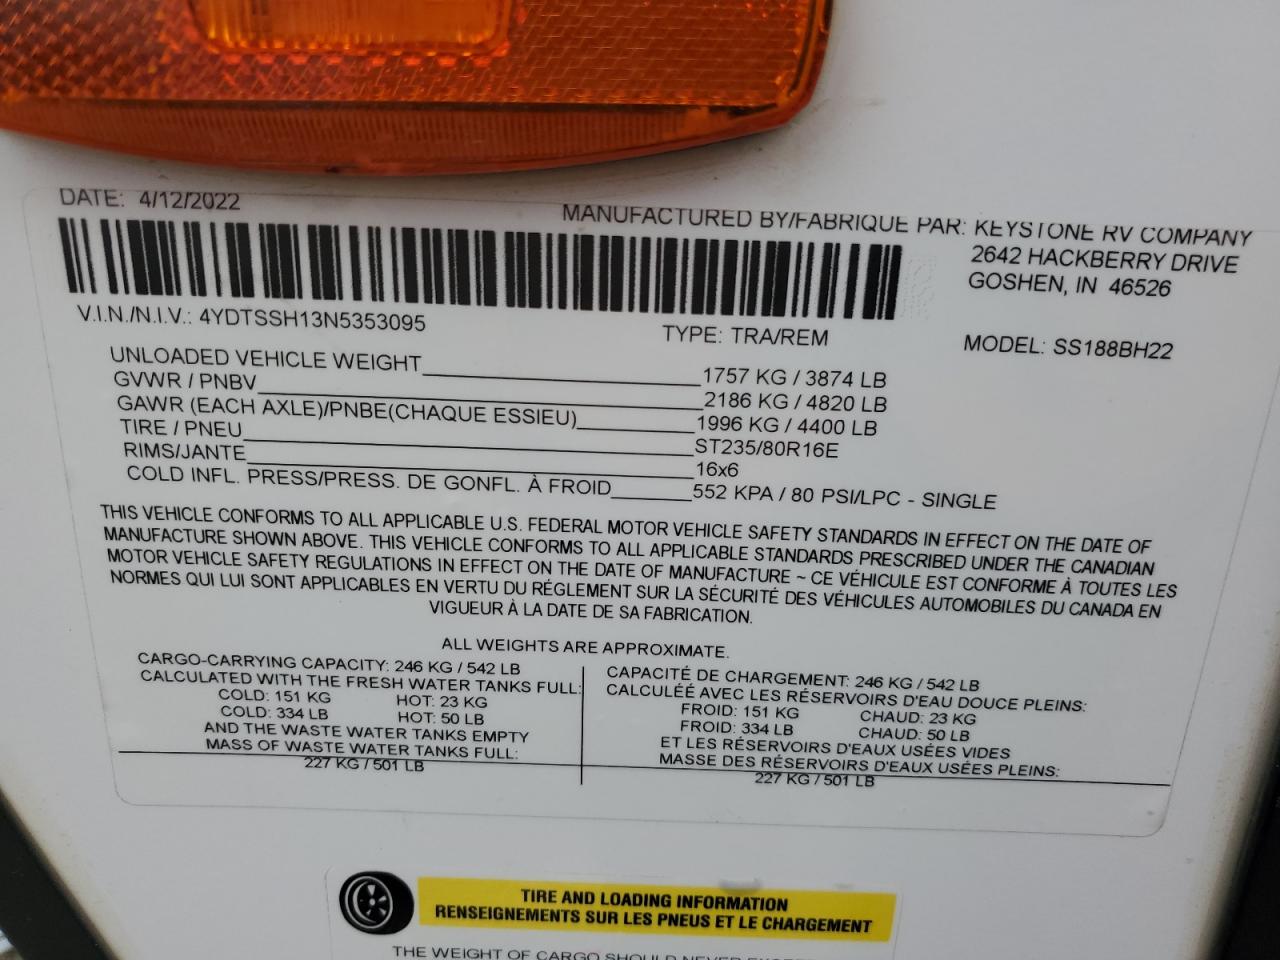 DATE: 4/12/2022
MANUFACTURED BY/FABRIQUE PAR: KEYSTONE RV COMPANY
2642 HACKBERRY DRIVE
GOSHEN, IN 46526
V.I.N./N.I.V.: 4YDTSSH13N5353095
TYPE: TRA/REM
MODEL: SS188BH22
UNLOADED VEHICLE WEIGHT 1757 KG / 3874 LB
GVWR / PNBV 2186 KG / 4820 LB
GAWR (EACH AXLE)/PNBE(CHAQUE ESSIEU) 1996 KG / 4400 LB
TIRE / PNEU ST235/80R16E
RIMS/JANTE 16x6
COLD INFL. PRESS/PRESS. DE GONFL. À FROID 552 KPA / 80 PSI/LPC - SINGLE
THIS VEHICLE CONFORMS TO ALL APPLICABLE U.S. FEDERAL MOTOR VEHICLE SAFETY STANDARDS IN EFFECT ON THE DATE OF
MANUFACTURE SHOWN ABOVE. THIS VEHICLE CONFORMS TO ALL APPLICABLE STANDARDS PRESCRIBED UNDER THE CANADIAN
MOTOR VEHICLE SAFETY REGULATIONS IN EFFECT ON THE DATE OF MANUFACTURE ~ CE VÉHICULE EST CONFORME À TOUTES LES
NORMES QUI LUI SONT APPLICABLES EN VERTU DU RÉGLEMENT SUR LA SÉCURITÉ DES VÉHICULES AUTOMOBILES DU CANADA EN
VIGUEUR À LA DATE DE SA FABRICATION.
ALL WEIGHTS ARE APPROXIMATE.
CARGO-CARRYING CAPACITY: 246 KG / 542 LB
CALCULATED WITH THE FRESH WATER TANKS FULL:
COLD: 151 KG HOT: 23 KG
COLD: 334 LB HOT: 50 LB
AND THE WASTE WATER TANKS EMPTY
MASS OF WASTE WATER TANKS FULL:
227 KG / 501 LB
CAPACITÉ DE CHARGEMENT: 246 KG / 542 LB
CALCULÉE AVEC LES RÉSERVOIRS D'EAU DOUCE PLEINS:
FROID: 151 KG CHAUD: 23 KG
FROID: 334 LB CHAUD: 50 LB
ET LES RÉSERVOIRS D'EAUX USÉES VIDES
MASSE DES RÉSERVOIRS D'EAUX USÉES PLEINS:
227 KG / 501 LB
TIRE AND LOADING INFORMATION
RENSEIGNEMENTS SUR LES PNEUS ET LE CHARGEMENT
THE WEIGHT OF CARGO SHOULD NEVER